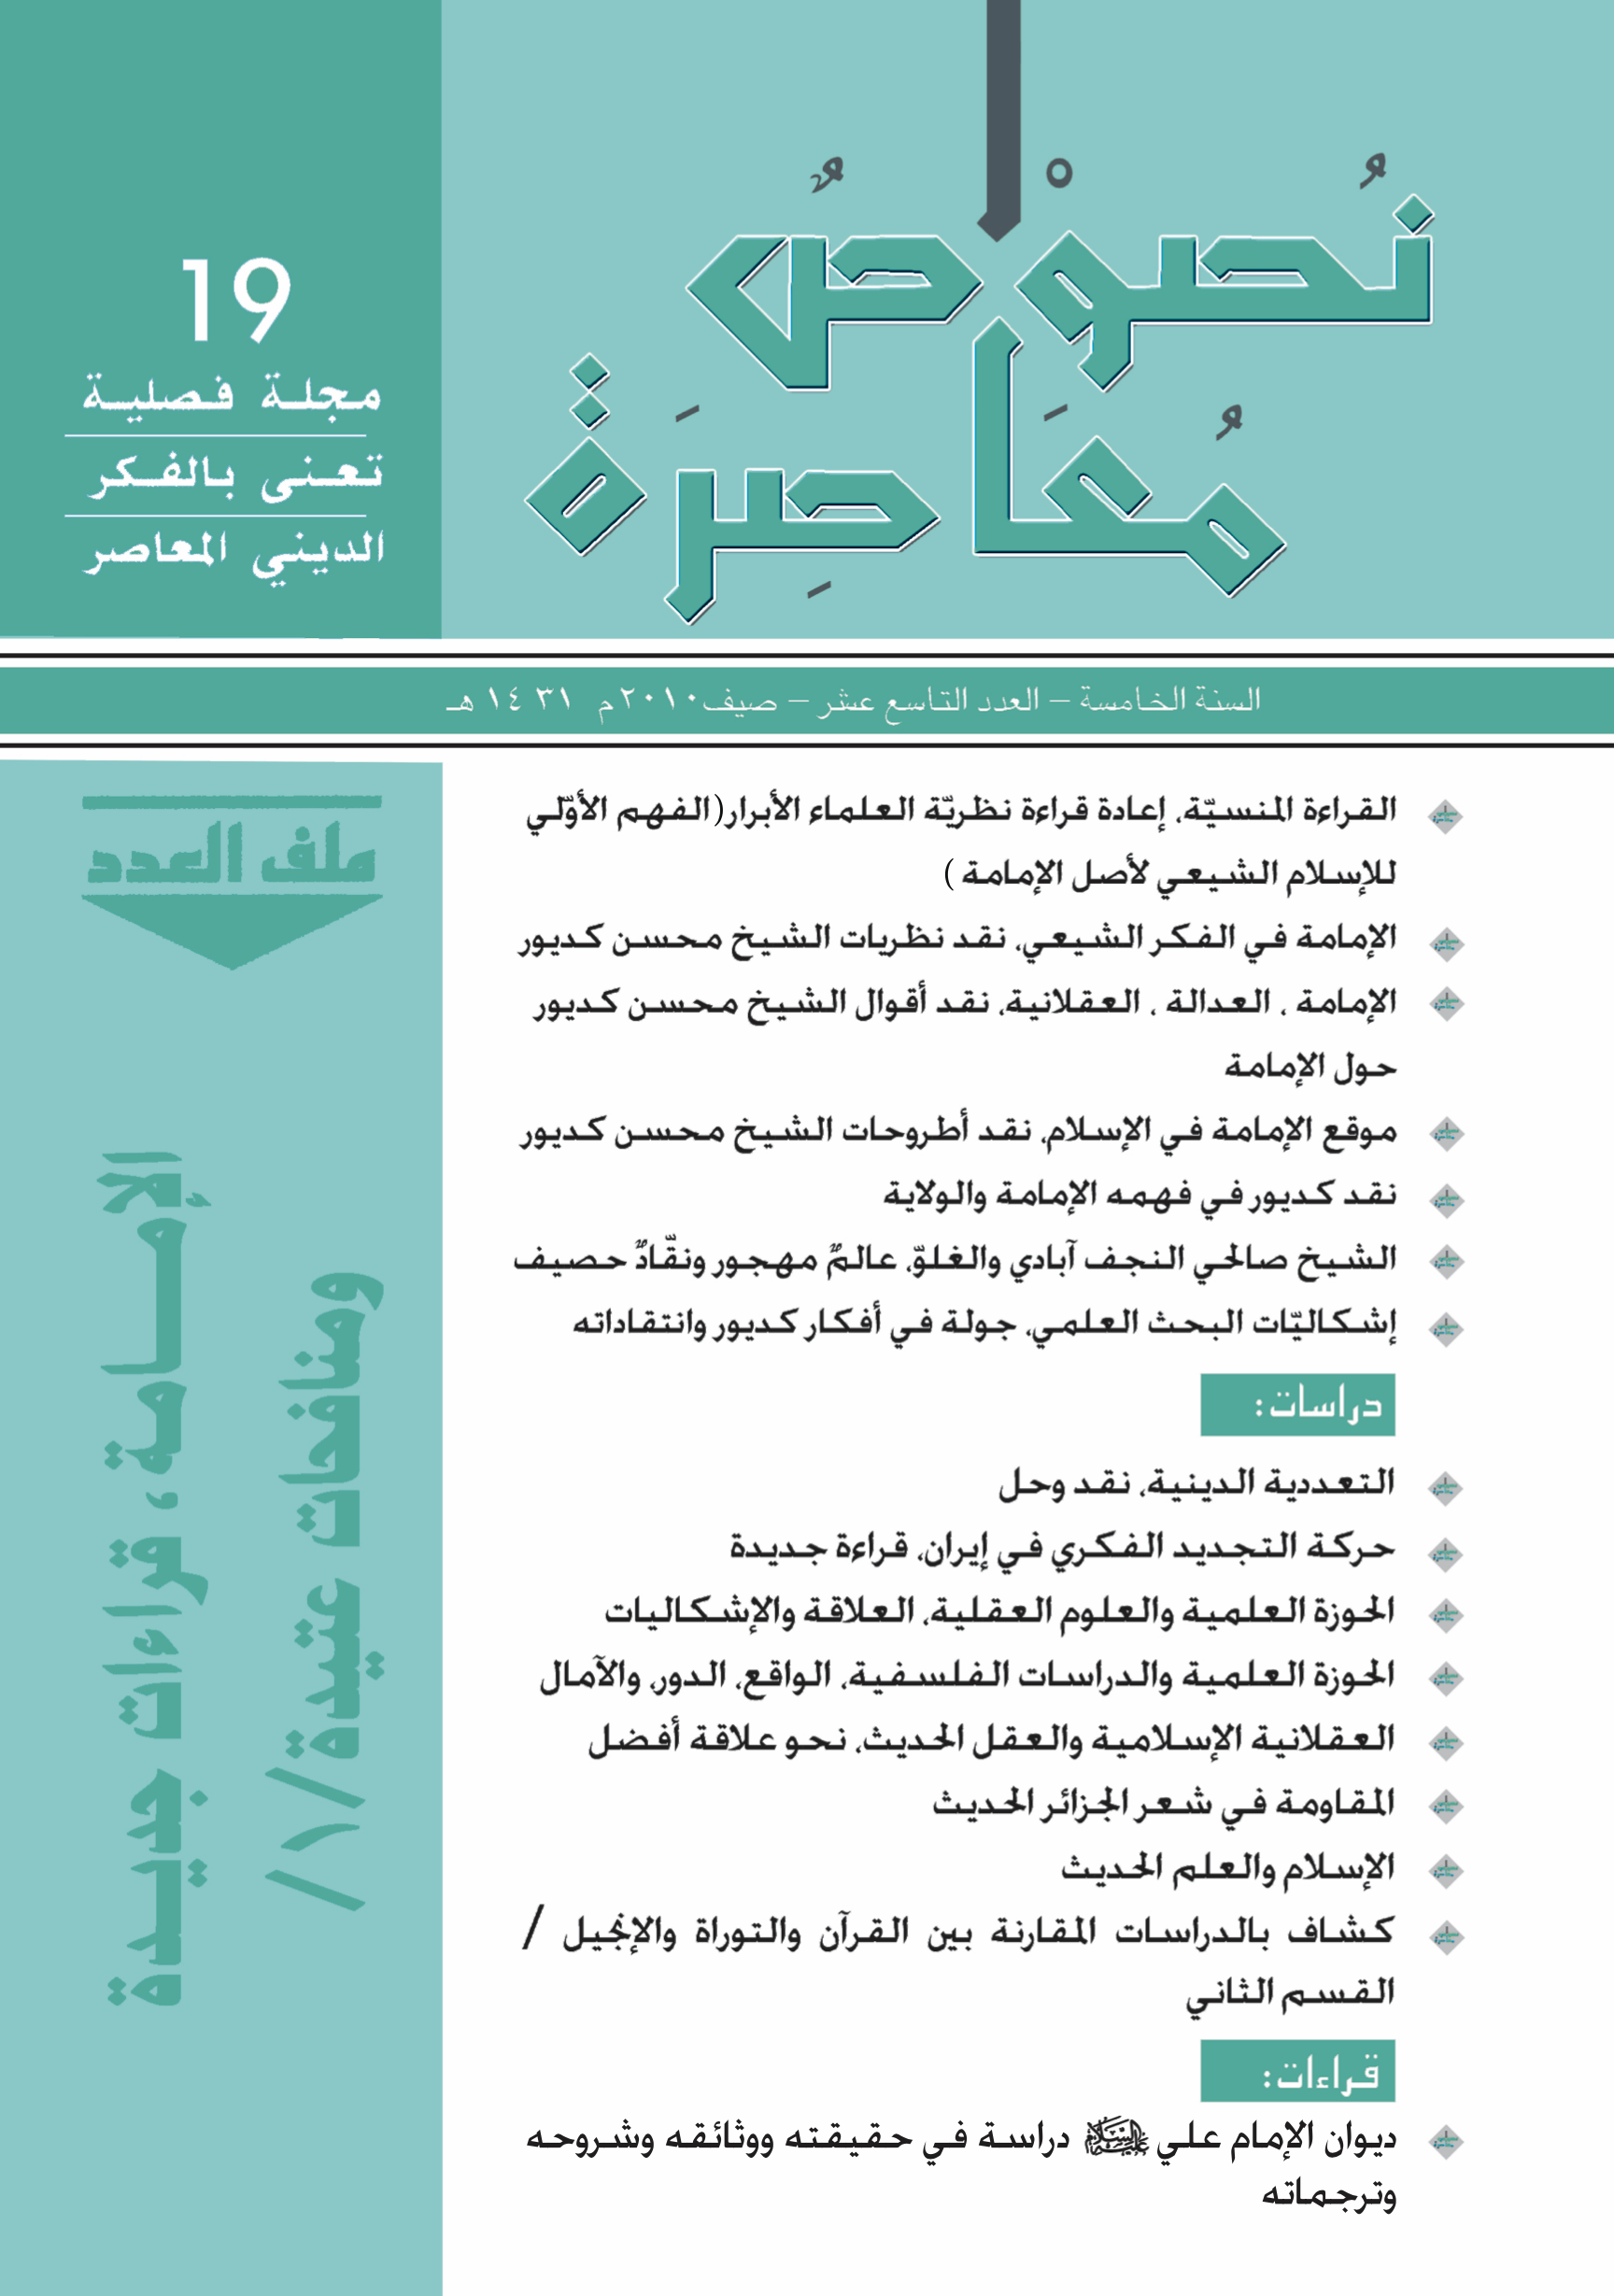 نُصوْصٌ
مُعَاصِرَة
19
مجلة فصلية
تعنى بالفكر
الديني المعاصر
السنة الخامسة – العدد التاسع عشر – صيف ٢٠١٠م ١٤٣١ هـ
ملف العدد
الإمامة، قراءات جديدة
ومنافحات عتيدة /١/
القراءة المنسيّة، إعادة قراءة نظريّة العلماء الأبرار(الفهم الأوّلي
للإسلام الشيعي لأصل الإمامة )
الإمامة في الفكر الشيعي، نقد نظريات الشيخ محسن كديور
الإمامة ، العدالة ، العقلانية، نقد أقوال الشيخ محسن كديور
حول الإمامة
موقع الإمامة في الإسلام، نقد أطروحات الشيخ محسن كديور
نقد كديور في فهمه الإمامة والولاية
الشيخ صالحي النجف آبادي والغلوّ، عالمٌ مهجور ونقّادٌ حصيف
إشكاليّات البحث العلمي، جولة في أفكار كديور وانتقاداته
دراسات:
التعددية الدينية، نقد وحل
حركة التجديد الفكري في إيران، قراءة جديدة
الحوزة العلمية والعلوم العقلية، العلاقة والإشكاليات
الحوزة العلمية والدراسات الفلسفية، الواقع، الدور، والآمال
العقلانية الإسلامية والعقل الحديث، نحو علاقة أفضل
المقاومة في شعر الجزائر الحديث
الإسلام والعلم الحديث
كشاف بالدراسات المقارنة بين القرآن والتوراة والإنجيل /
القسم الثاني
قراءات:
ديوان الإمام علي عليه السلام دراسة في حقيقته ووثائقه وشروحه
وترجماته